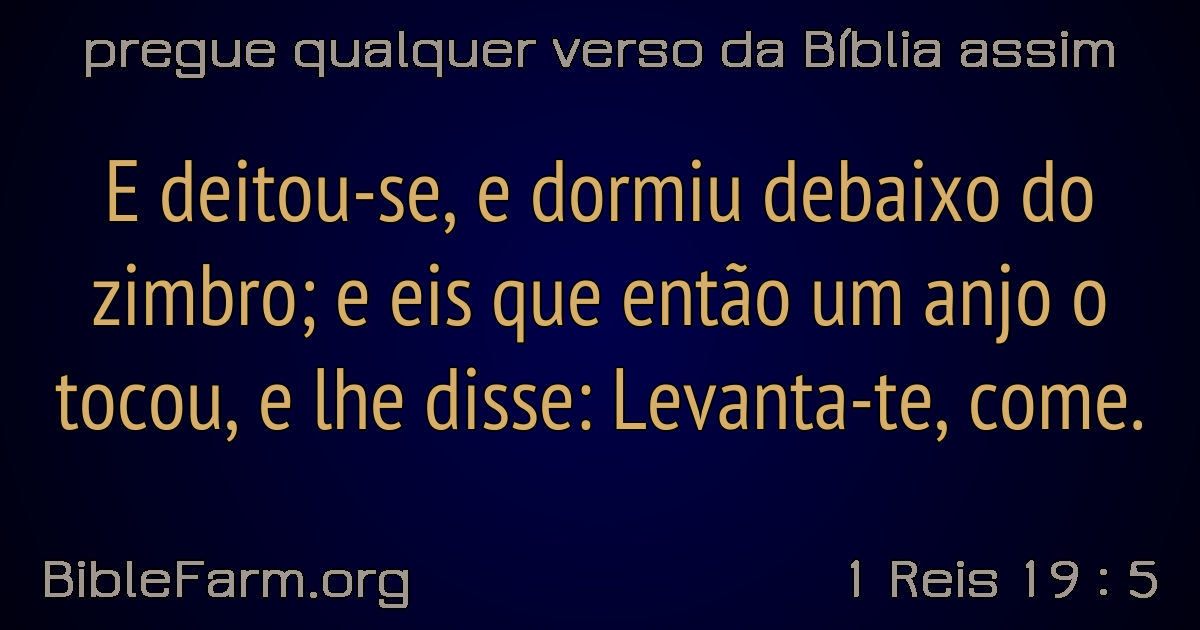 pregue qualquer verso da Bíblia assim
E deitou-se, e dormiu debaixo do
zimbro; e eis que então um anjo o
tocou, e lhe disse: Levanta-te, come.
BibleFarm.org
1 Reis 19 : 5